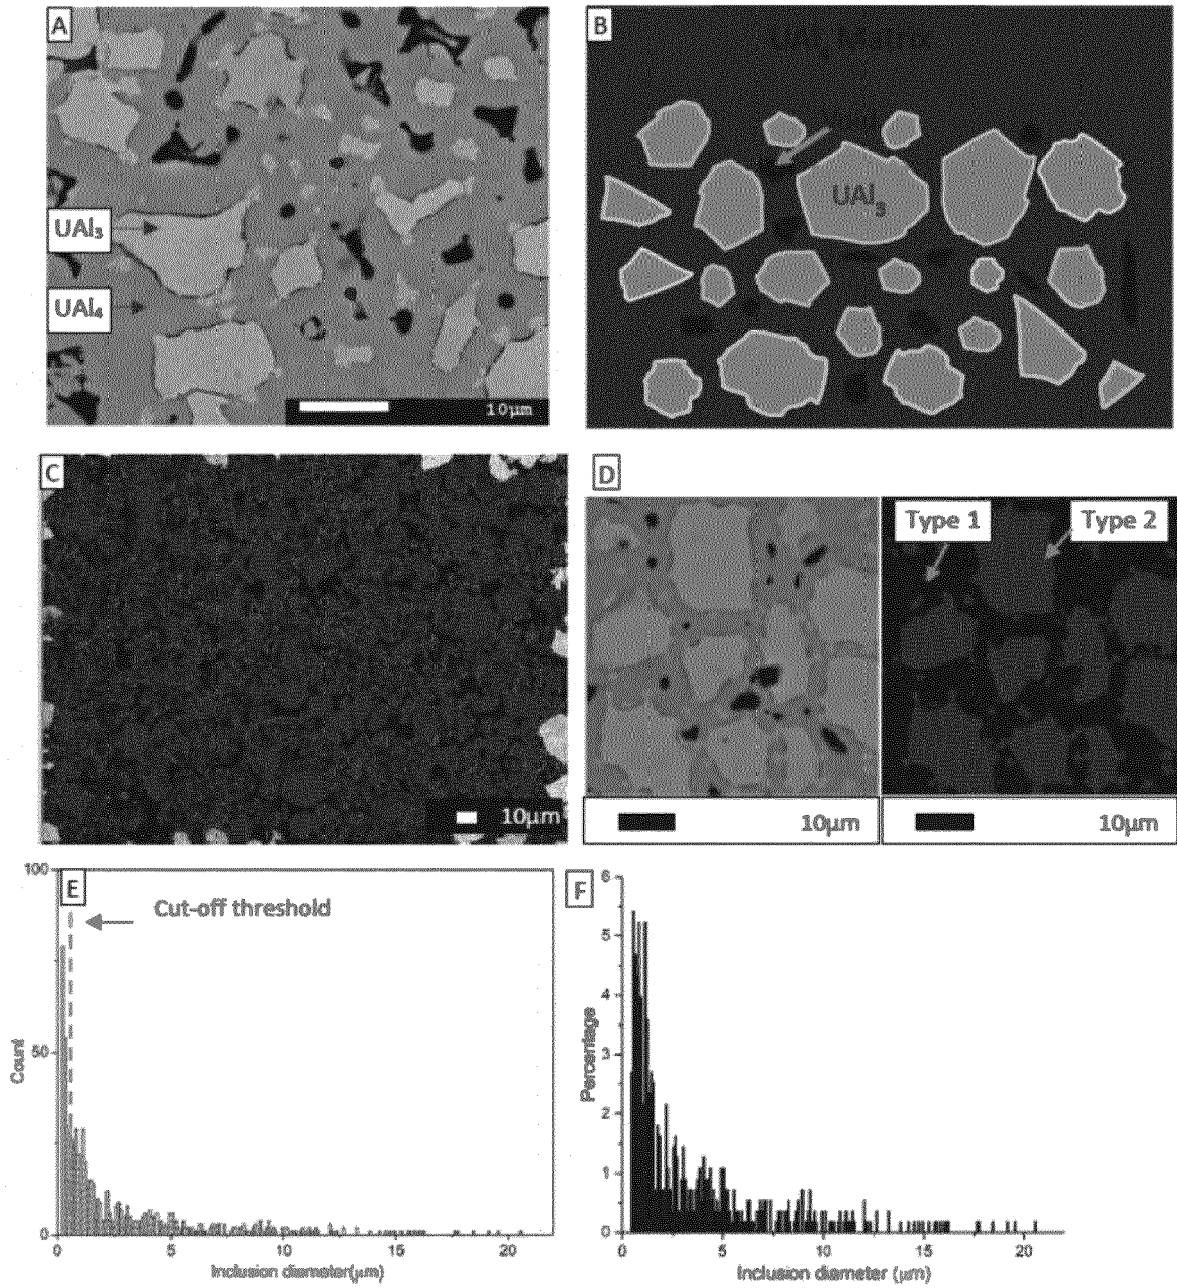 A
UAl₃
UAl₄
10μm
B
Matrix
UAl₃
C
10μm
D
Type 1
Type 2
10μm
10μm
E
Cut-off threshold
100
50
0
Count
0 5 10 15 20
Inclusion diameter(μm)
F
6
5
4
3
2
1
0
Percentage
0 5 10 15 20
Inclusion diameter (μm)